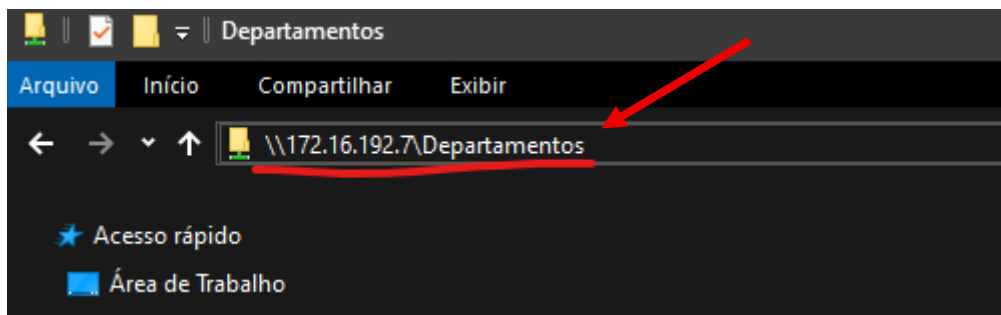 Departamentos
Arquivo Início Compartilhar Exibir
\\172.16.192.7\Departamentos
Acesso rápido
Área de Trabalho